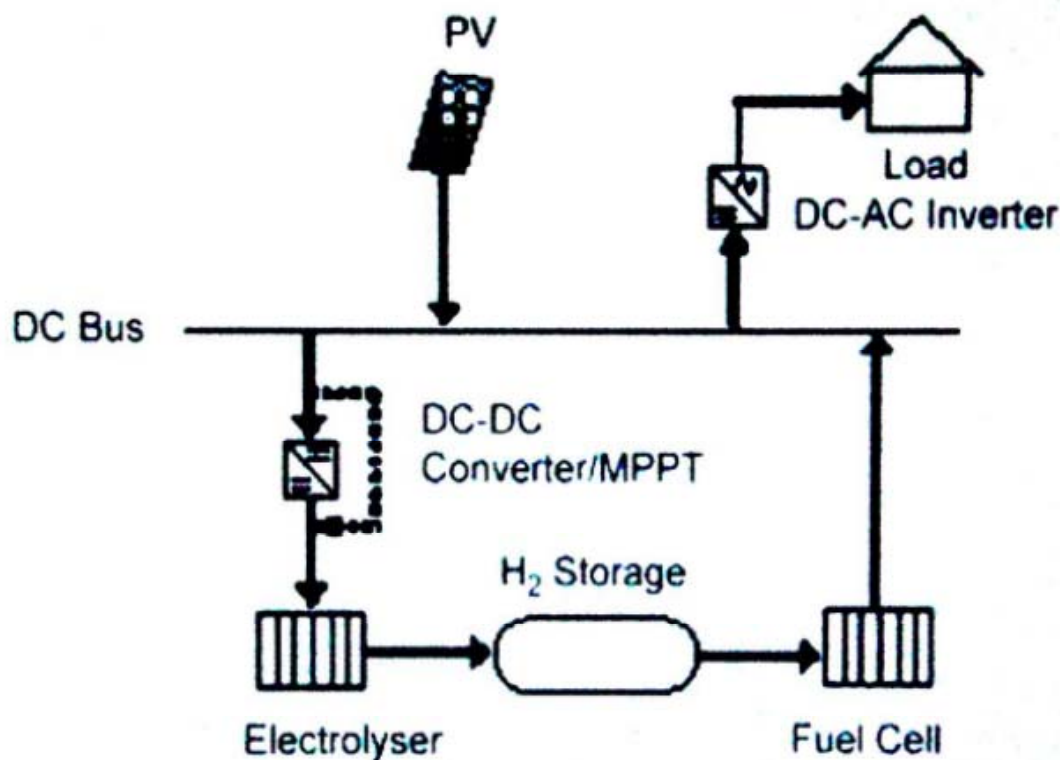 PV
Load
DC-AC Inverter
DC Bus
DC-DC
Converter/MPPT
H₂ Storage
Electrolyser
Fuel Cell